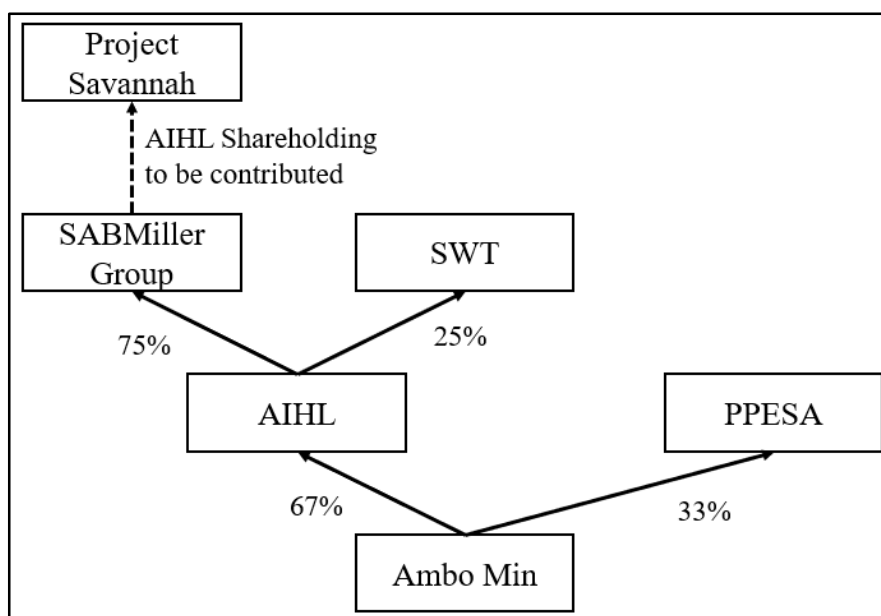 Project
Savannah
AIHL Shareholding
to be contributed
SABMiller
Group
SWT
75%
25%
AIHL
PPESA
67%
33%
Ambo Min